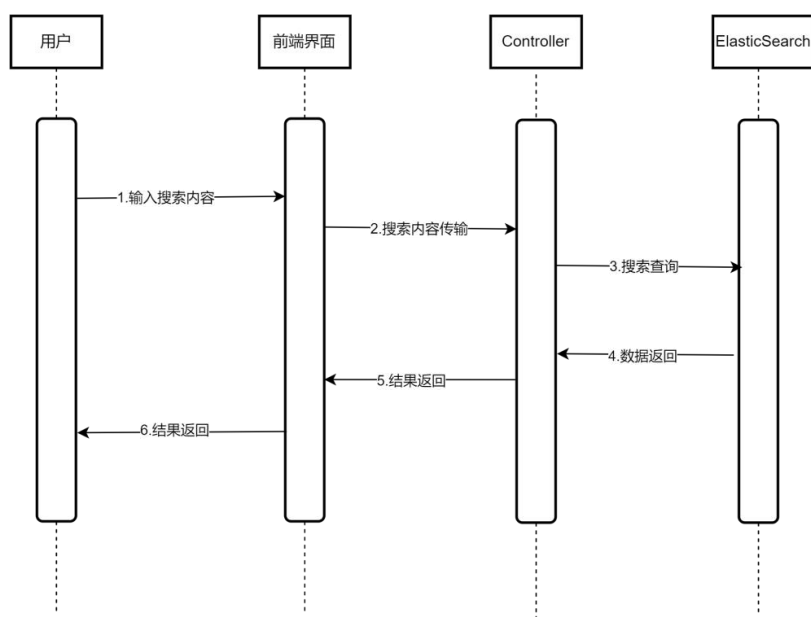 用户
前端界面
Controller
ElasticSearch
1.输入搜索内容
2.搜索内容传输
3.搜索查询
4.数据返回
5.结果返回
6.结果返回